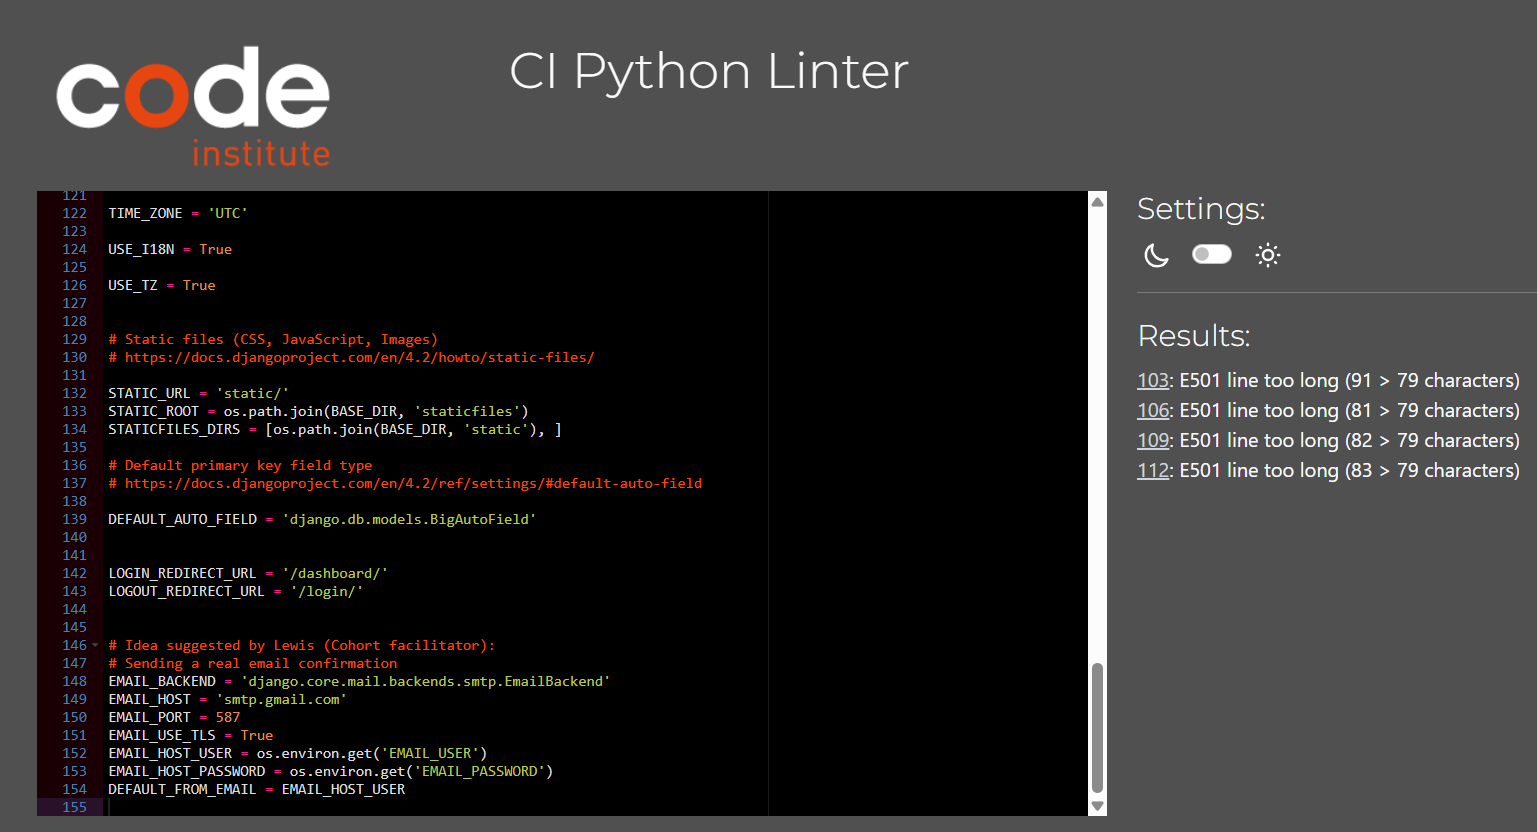 code
institute
CI Python Linter
121
122 TIME_ZONE = 'UTC'
123
124 USE_I18N = True
125
126 USE_TZ = True
127
128
129 # Static files (CSS, JavaScript, Images)
130 # https://docs.djangoproject.com/en/4.2/howto/static-files/
131
132 STATIC_URL = 'static/'
133 STATIC_ROOT = os.path.join(BASE_DIR, 'staticfiles')
134 STATICFILES_DIRS = [os.path.join(BASE_DIR, 'static'), ]
135
136 # Default primary key field type
137 # https://docs.djangoproject.com/en/4.2/ref/settings/#default-auto-field
138
139 DEFAULT_AUTO_FIELD = 'django.db.models.BigAutoField'
140
141
142 LOGIN_REDIRECT_URL = '/dashboard/'
143 LOGOUT_REDIRECT_URL = '/login/'
144
145
146 # Idea suggested by Lewis (Cohort facilitator):
147 # Sending a real email confirmation
148 EMAIL_BACKEND = 'django.core.mail.backends.smtp.EmailBackend'
149 EMAIL_HOST = 'smtp.gmail.com'
150 EMAIL_PORT = 587
151 EMAIL_USE_TLS = True
152 EMAIL_HOST_USER = os.environ.get('EMAIL_USER')
153 EMAIL_HOST_PASSWORD = os.environ.get('EMAIL_PASSWORD')
154 DEFAULT_FROM_EMAIL = EMAIL_HOST_USER
155
Settings:
Results:
103: E501 line too long (91 > 79 characters)
106: E501 line too long (81 > 79 characters)
109: E501 line too long (82 > 79 characters)
112: E501 line too long (83 > 79 characters)